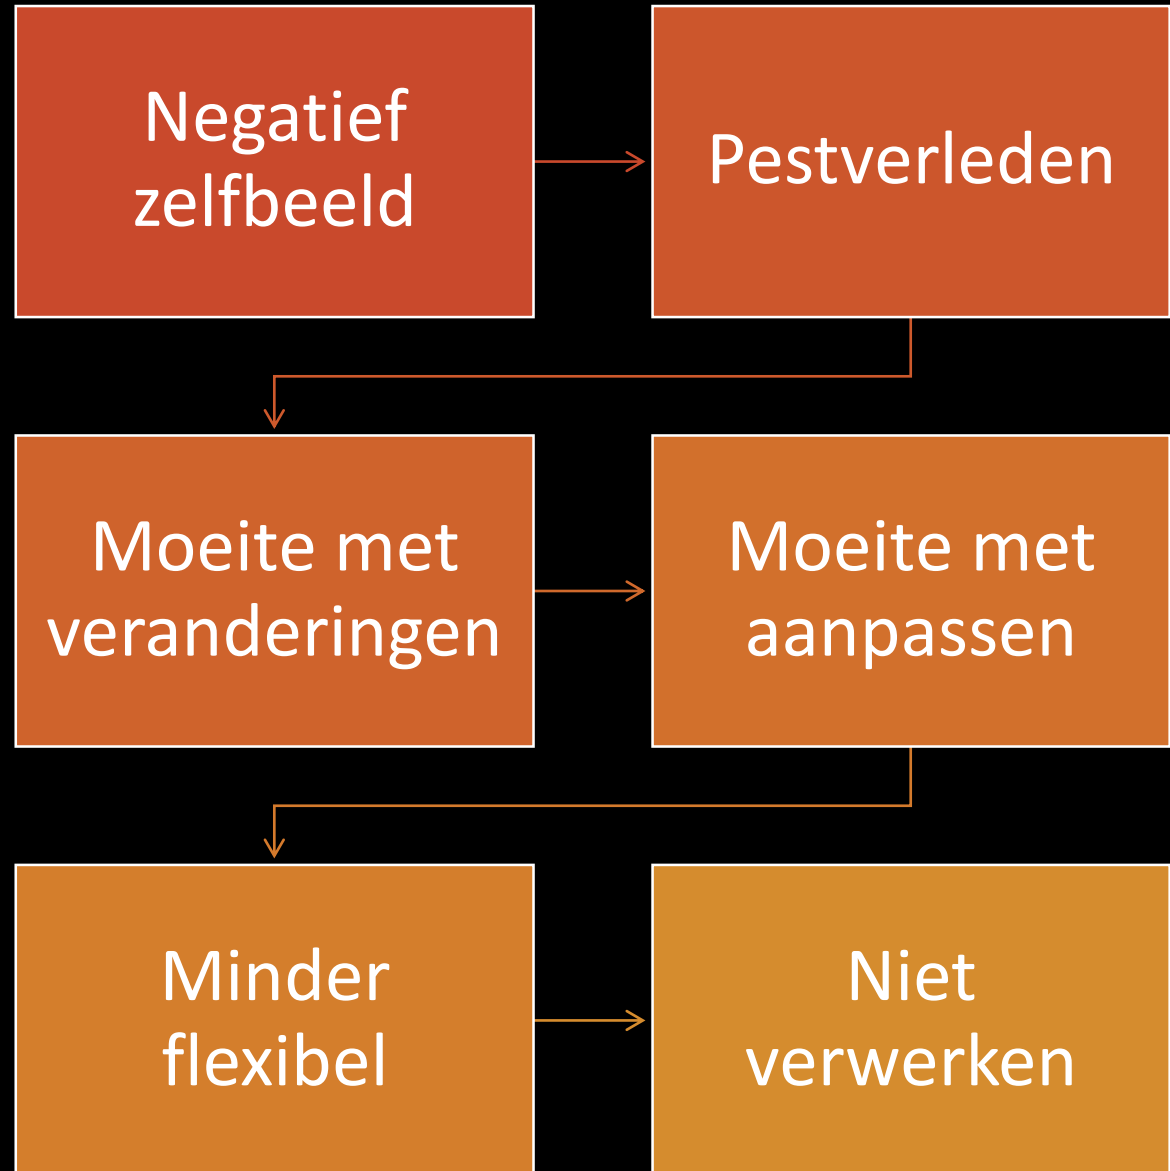 Negatief
zelfbeeld
Pestverleden
Moeite met
veranderingen
Moeite met
aanpassen
Minder
flexibel
Niet
verwerken